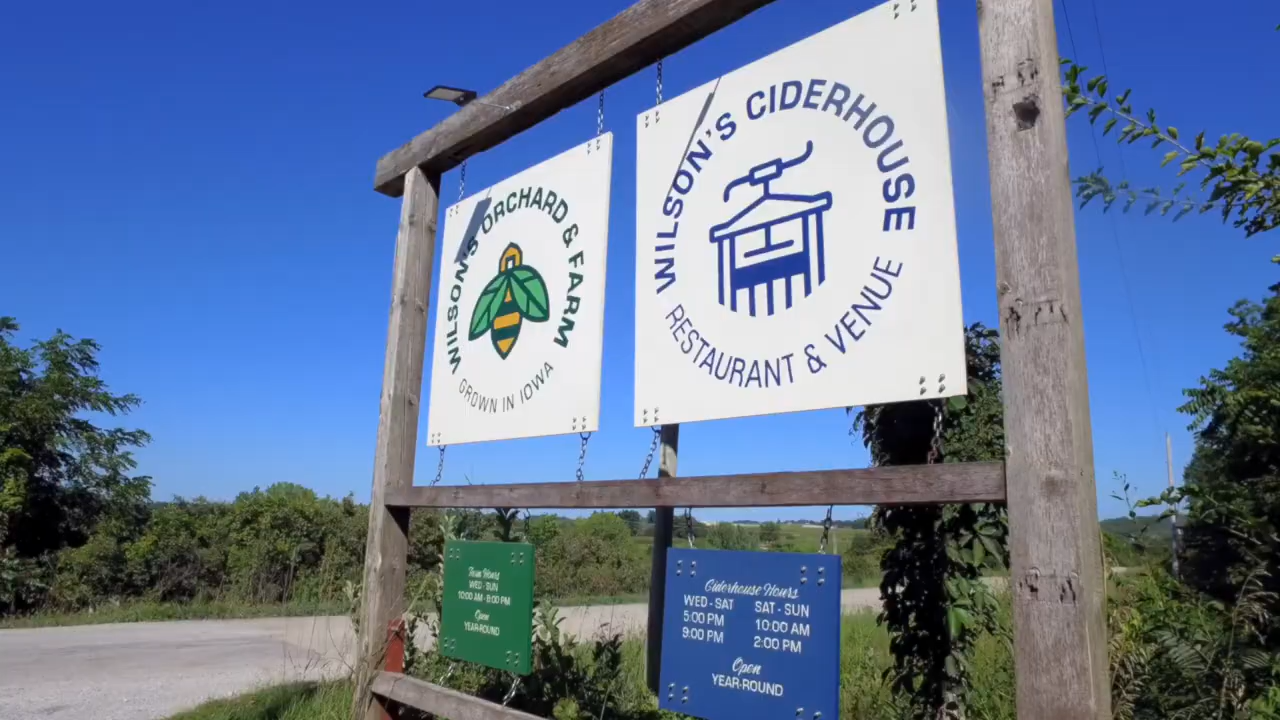 WILSON'S ORCHARD & FARM
GROWN IN IOWA
WILSON'S CIDERHOUSE
RESTAURANT & VENUE
Farm Hours
WED - SUN
10:00 AM - 8:00 PM
Open
YEAR-ROUND
Ciderhouse Hours
WED - SAT
5:00 PM
9:00 PM
SAT - SUN
10:00 AM
2:00 PM
Open
YEAR-ROUND